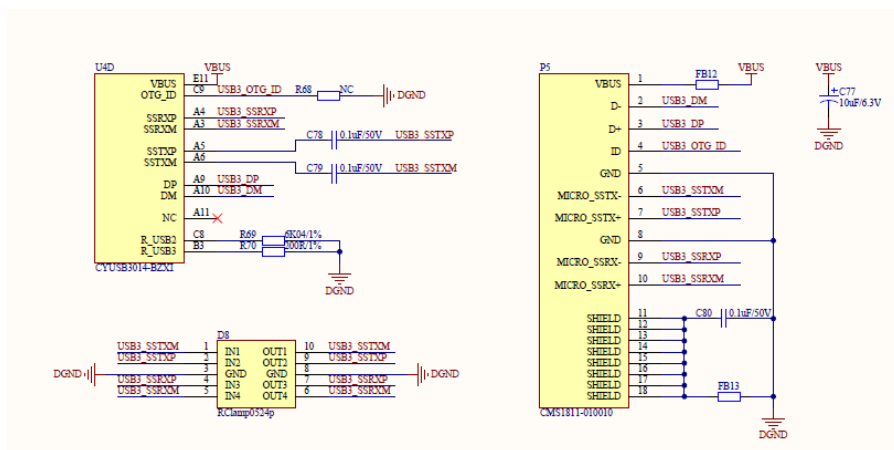 U4D
VBUS
VBUS E11
OTG_ID C9 USB3_OTG_ID R68 NC DGND
SSRXP A4 USB3_SSRXP
SSRXM A3 USB3_SSRXM
C78 0.1uF/50V USB3_SSTXP
SSTXP A5
SSTXM A6
C79 0.1uF/50V USB3_SSTXM
DP A9 USB3_DP
DM A10 USB3_DM
NC A11
R_USB2 C8 R69 6K04/1%
R_USB3 B3 R70 200R/1%
CYUSB3014-BZXI
DGND
D8
USB3_SSTXM 1 IN1 OUT1 10 USB3_SSTXM
USB3_SSTXP 2 IN2 OUT2 9 USB3_SSTXP
DGND 3 GND GND 8 DGND
USB3_SSRXP 4 IN3 OUT3 7 USB3_SSRXP
USB3_SSRXM 5 IN4 OUT4 6 USB3_SSRXM
RClamp0524p
P5
VBUS
VBUS 1 FB12
D- 2 USB3_DM
D+ 3 USB3_DP
ID 4 USB3_OTG_ID
GND 5
MICRO_SSTX- 6 USB3_SSTXM
MICRO_SSTX+ 7 USB3_SSTXP
GND 8
MICRO_SSRX- 9 USB3_SSRXP
MICRO_SSRX+ 10 USB3_SSRXM
SHIELD 11 C80 0.1uF/50V
SHIELD 12
SHIELD 13
SHIELD 14
SHIELD 15
SHIELD 16
SHIELD 17
SHIELD 18 FB13
CMS1811-010010
DGND
VBUS
+ C77
10uF/6.3V
DGND